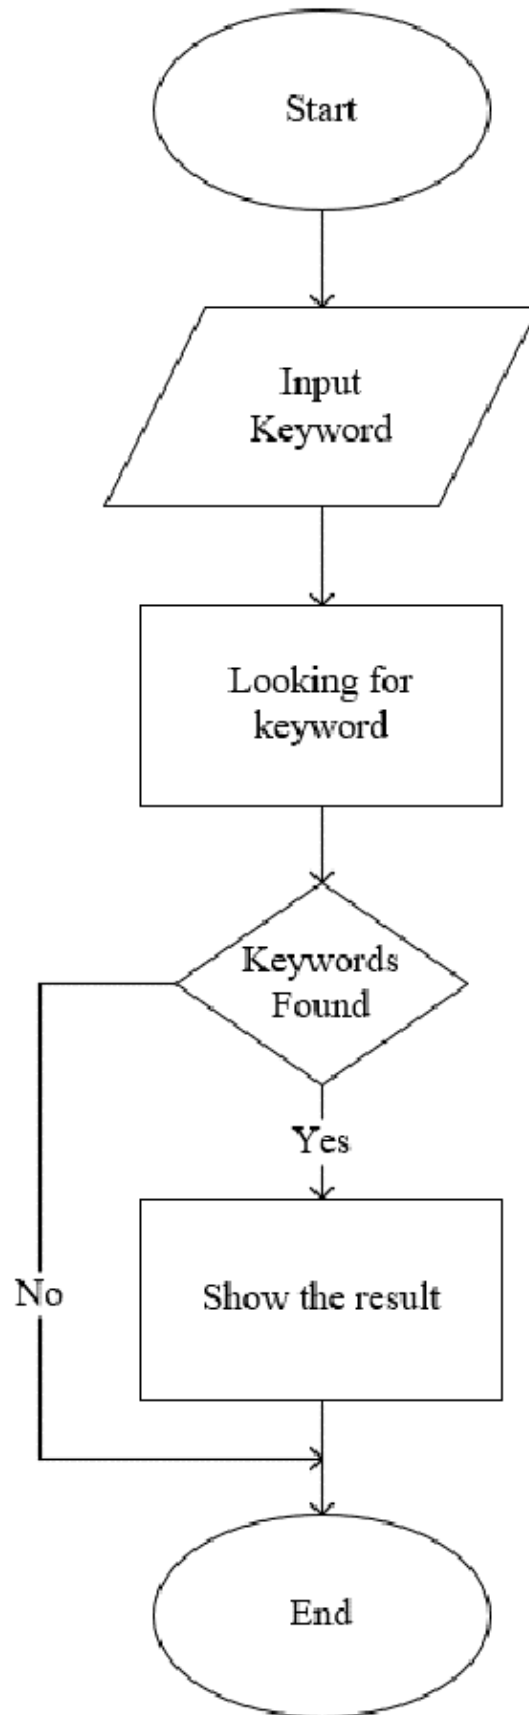 Start
Input
Keyword
Looking for
keyword
Keywords
Found
Yes
No
Show the result
End